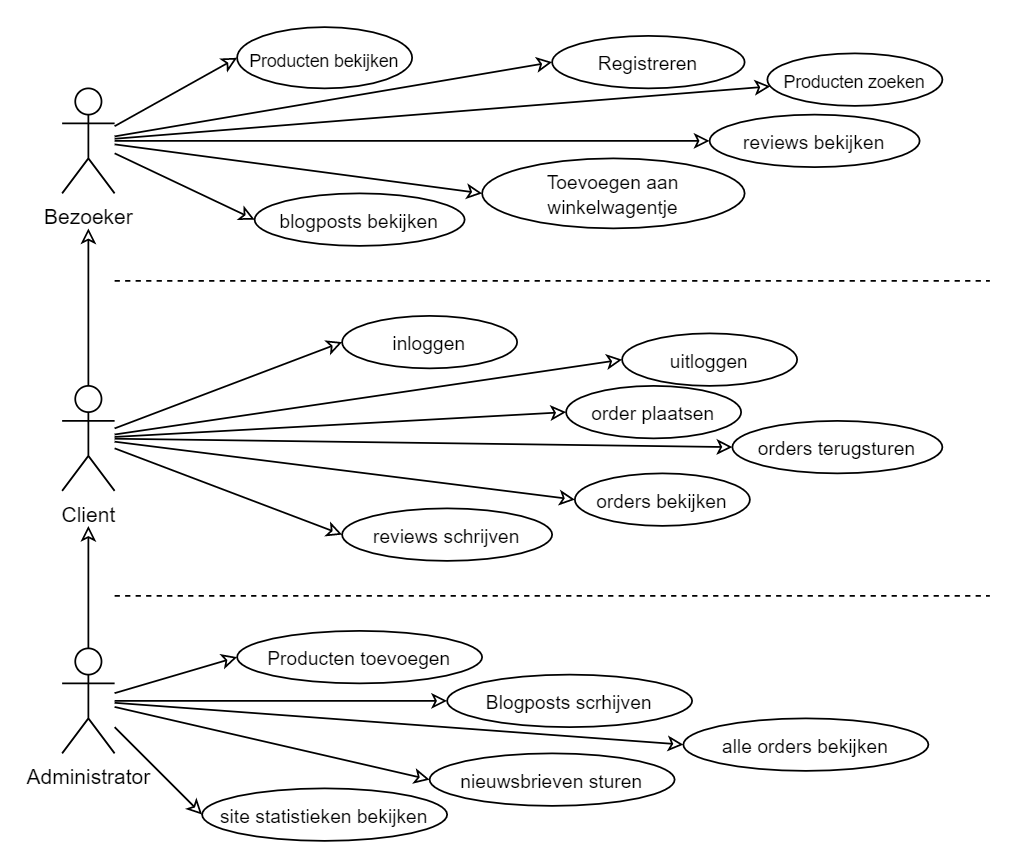 Producten bekijken
Registreren
Producten zoeken
reviews bekijken
Toevoegen aan
winkelwagentje
blogposts bekijken
Bezoeker
inloggen
uitloggen
order plaatsen
orders terugsturen
orders bekijken
reviews schrijven
Client
Producten toevoegen
Blogposts scrhijven
alle orders bekijken
nieuwsbrieven sturen
site statistieken bekijken
Administrator